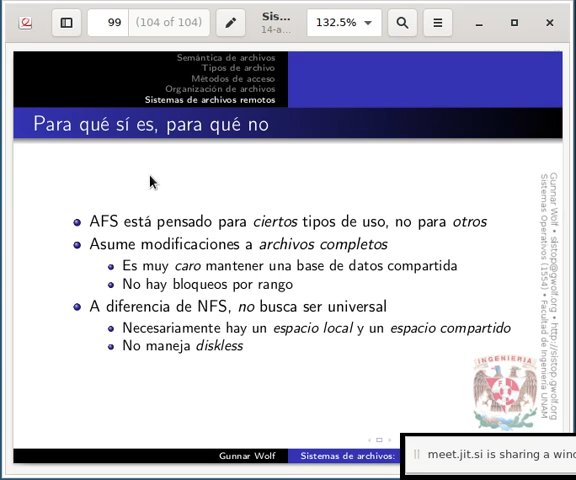 99
(104 of 104)
Sis...
14-a...
132.5%
Semántica de archivos
Tipos de archivo
Métodos de acceso
Organización de archivos
Sistemas de archivos remotos
Para qué sí es, para qué no
AFS está pensado para ciertos tipos de uso, no para otros
Asume modificaciones a archivos completos
Es muy caro mantener una base de datos compartida
No hay bloqueos por rango
A diferencia de NFS, no busca ser universal
Necesariamente hay un espacio local y un espacio compartido
No maneja diskless
Gunnar Wolf • sistop@gwolf.org • http://sistop.gwolf.org
Sistemas Operativos (1554) • Facultad de Ingeniería UNAM
INGENIERIA
Gunnar Wolf
Sistemas de archivos:
meet.jit.si is sharing a wind